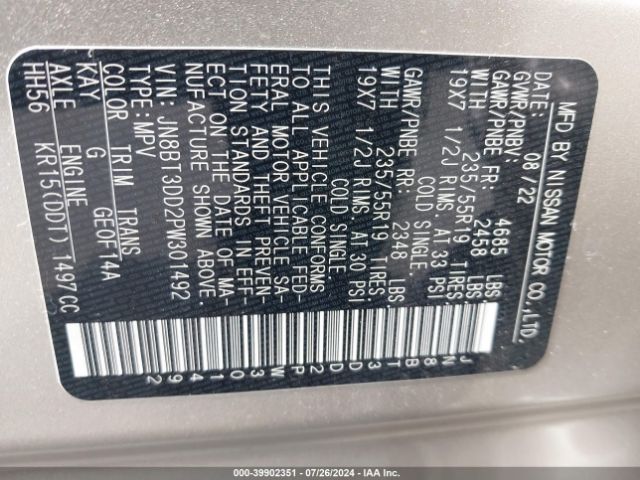 MFD BY NISSAN MOTOR CO.,LTD.
DATE: 08/22
GVWR/PNBV: 4685 LBS
GAWR/PNBE FR: 2458 LBS
WITH 235/55R19 TIRES,
19X7 1/2J RIMS. AT 33 PSI
COLD SINGLE
GAWR/PNBE RR: 2348 LBS
WITH 235/55R19 TIRES,
19X7 1/2J RIMS. AT 30 PSI
COLD SINGLE
THIS VEHICLE CONFORMS
TO ALL APPLICABLE FED-
ERAL MOTOR VEHICLE SA-
FETY AND THEFT PREVEN-
TION STANDARDS IN EFF-
ECT ON THE DATE OF MA-
NUFACTURE SHOWN ABOVE.
JN8BT3DD2PW301492
TYPE: MPV
COLOR TRIM TRANS
KAY G GE0F14A
AXLE ENGINE
HH56 KR15(DDT) 1497CC
JN8BT3DD2PW301492
000-39902351 | 07/26/2024 | IAA Inc.